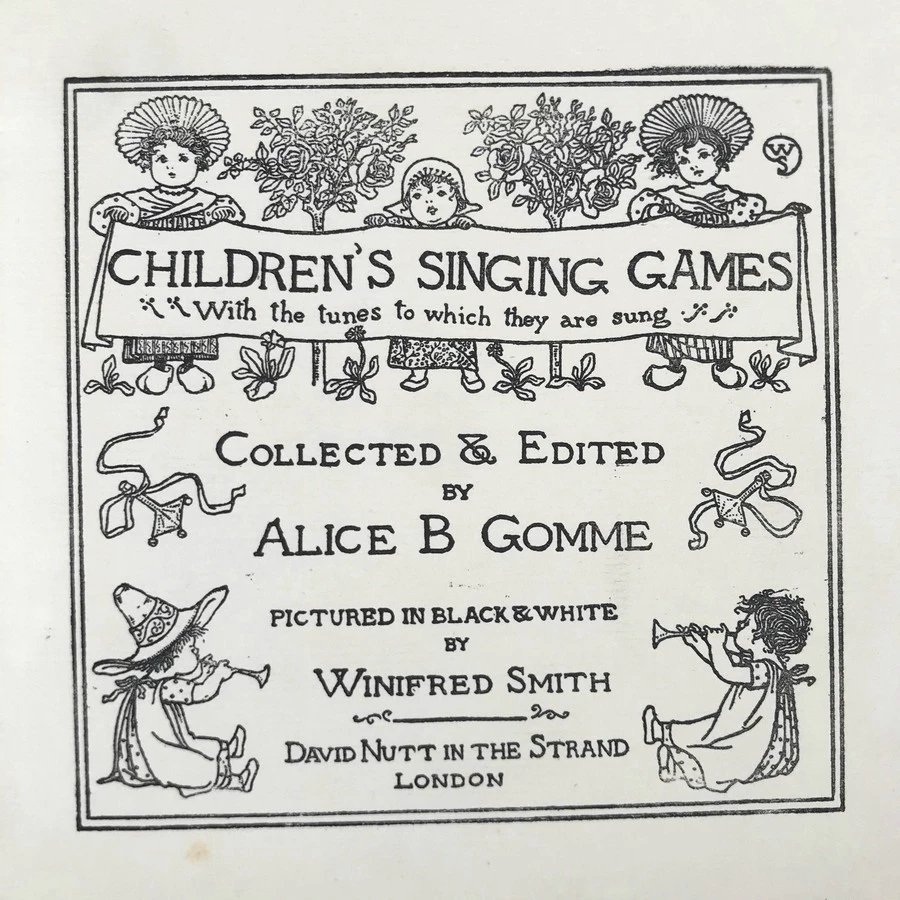 WS
CHILDREN'S SINGING GAMES
With the tunes to which they are sung
COLLECTED & EDITED
BY
ALICE B GOMME
PICTURED IN BLACK & WHITE
BY
WINIFRED SMITH
DAVID NUTT IN THE STRAND
LONDON